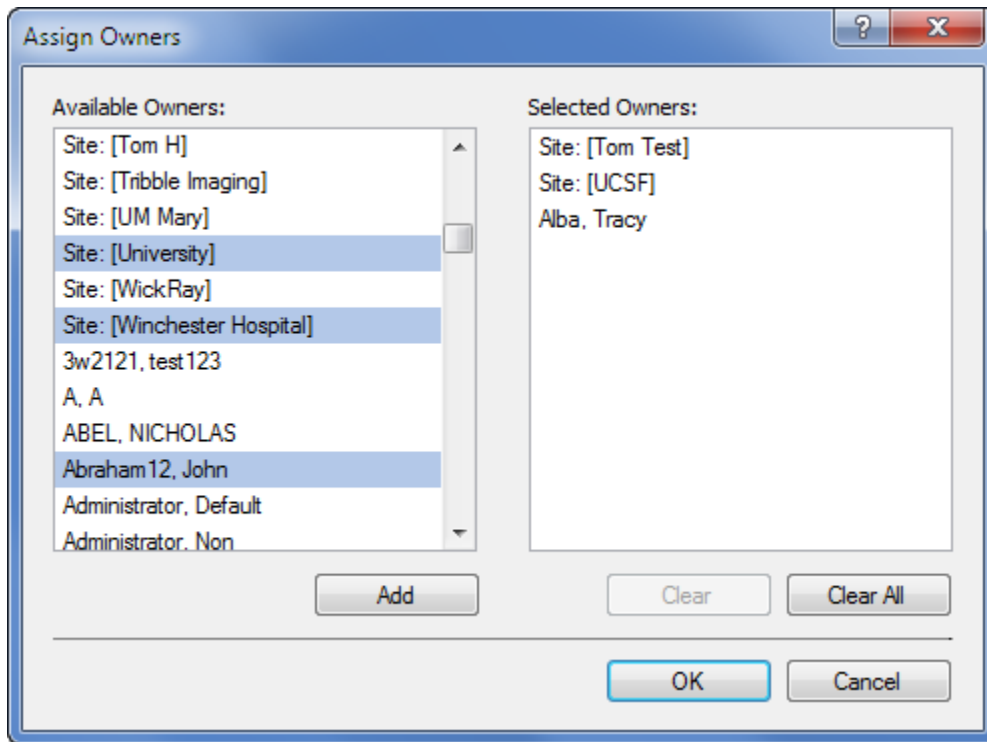 Assign Owners
?
Available Owners:
Site: [Tom H]
Site: [Tribble Imaging]
Site: [UM Mary]
Site: [University]
Site: [WickRay]
Site: [Winchester Hospital]
3w2121, test123
A, A
ABEL, NICHOLAS
Abraham12, John
Administrator, Default
Administrator, Non
Add
Selected Owners:
Site: [Tom Test]
Site: [UCSF]
Alba, Tracy
Clear
Clear All
OK
Cancel